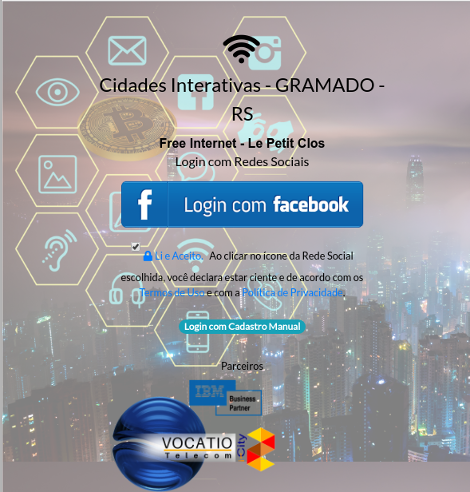 Cidades Interativas - GRAMADO -
RS
Free Internet - Le Petit Clos
Login com Redes Sociais
f Login com facebook
Li e Aceito. Ao clicar no icone da Rede Social
escolhida, você declara estar ciente e de acordo com os
Termos de Uso e com a Política de Privacidade.
Login com Cadastro Manual
Parceiros
IBM
Business
Partner
VOCATIO
Telecom
City